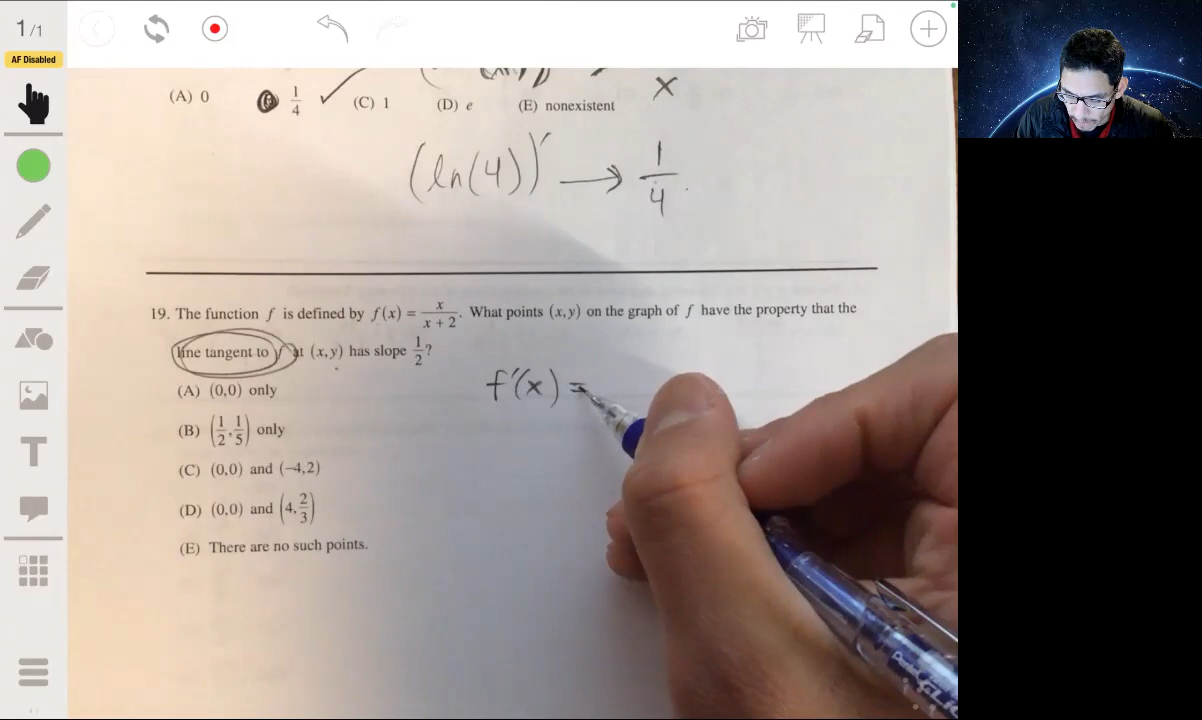 1/1
AF Disabled
(A) 0 1/4 ✓ (C) 1 (D) e (E) nonexistent
x
(ln(4))′ → 1/4.
19. The function f is defined by f(x) = x/(x + 2). What points (x, y) on the graph of f have the property that the
line tangent to f at (x, y) has slope 1/2?
(A) (0,0) only
f′(x) =
(B) (1/2, 1/5) only
(C) (0,0) and (−4,2)
(D) (0,0) and (4, 2/3)
(E) There are no such points.
T